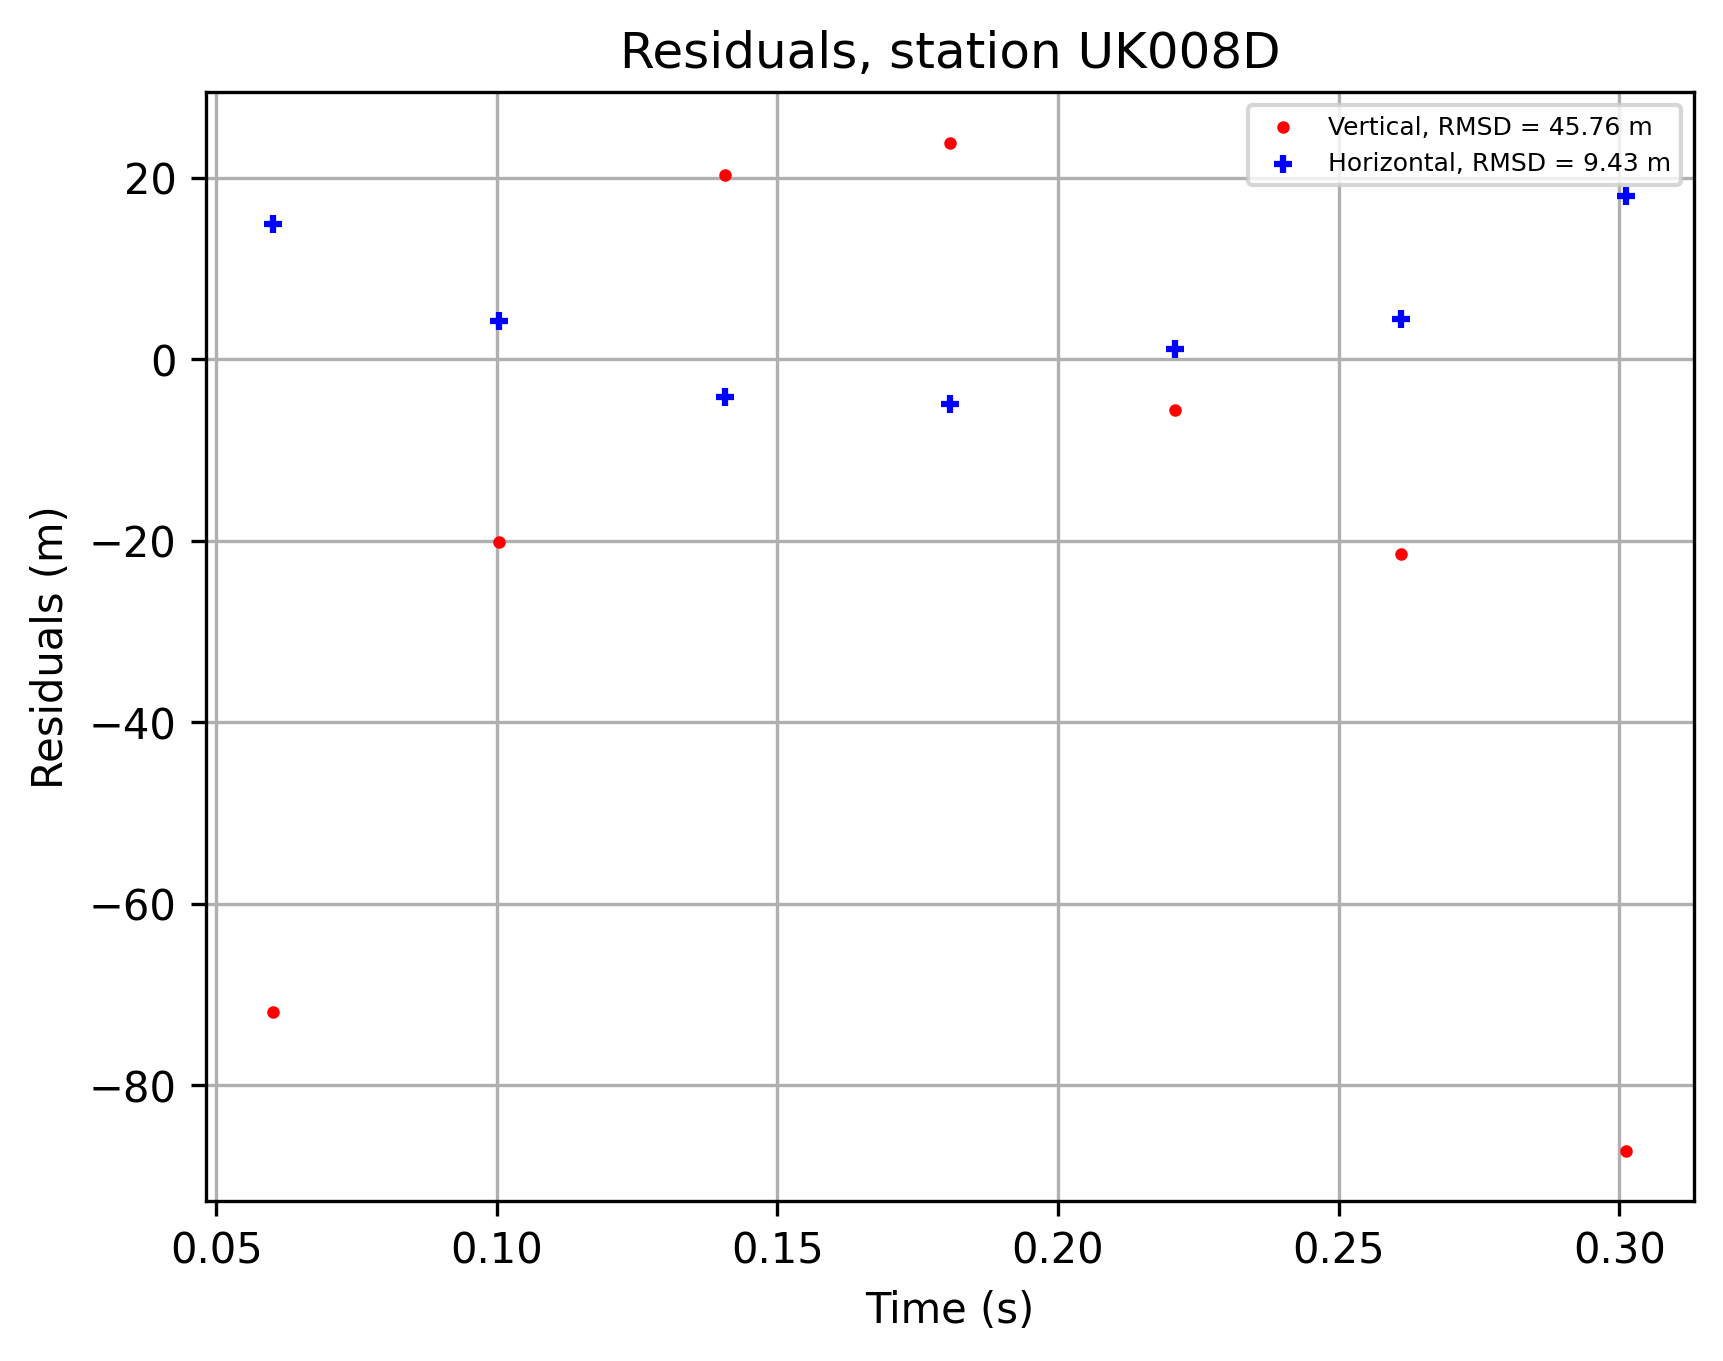 Residuals, station UK008D
Vertical, RMSD = 45.76 m
Horizontal, RMSD = 9.43 m
20
0
−20
−40
−60
−80
Residuals (m)
0.05 0.10 0.15 0.20 0.25 0.30
Time (s)